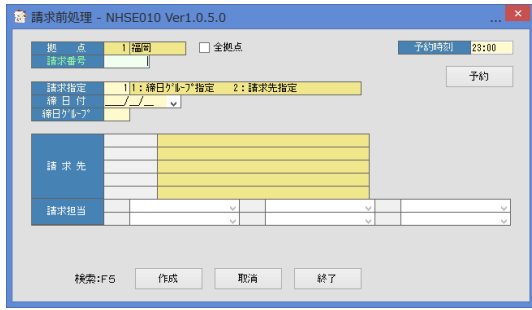 請求前処理 - NHSE010 Ver1.0.5.0 ...
拠 点 1 福岡 全拠点 予約時刻 23:00
請求番号
予約
請求指定 1 1:締日ｸﾞﾙｰﾌﾟ指定 2:請求先指定
締 日 付 __/__/__
締日ｸﾞﾙｰﾌﾟ
請 求 先
請求担当
検索:F5 作成 取消 終了